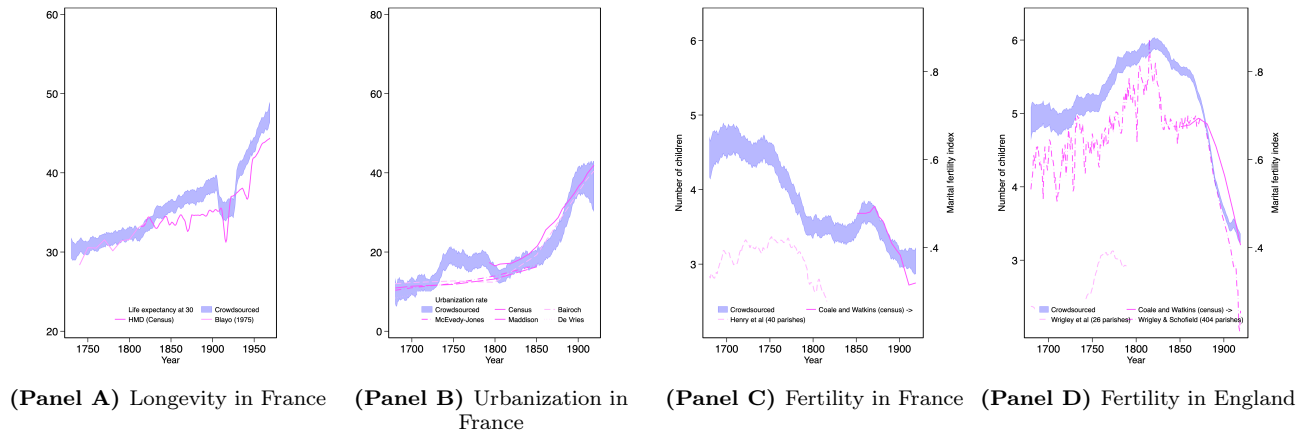 60
50
40
30
20
Life expectancy at 30
Crowdsourced
HMD (Census)
Blayo (1975)
1750
1800
1850
1900
1950
Year
80
60
40
20
0
Urbanization rate
Crowdsourced
Census
Bairoch
McEvedy-Jones
Maddison
De Vries
1700
1750
1800
1850
1900
Year
Number of children
6
5
4
3
Marital fertility index
.8
.6
.4
Crowdsourced
Coale and Watkins (census) ->
Henry et al (40 parishes)
1700
1750
1800
1850
1900
Year
Number of children
6
5
4
3
Marital fertility index
.8
.6
.4
Crowdsourced
Coale and Watkins (census) ->
Wrigley et al (26 parishes)
Wrigley & Schofield (404 parishes)
1700
1750
1800
1850
1900
Year
(Panel A) Longevity in France
(Panel B) Urbanization in
France
(Panel C) Fertility in France
(Panel D) Fertility in England